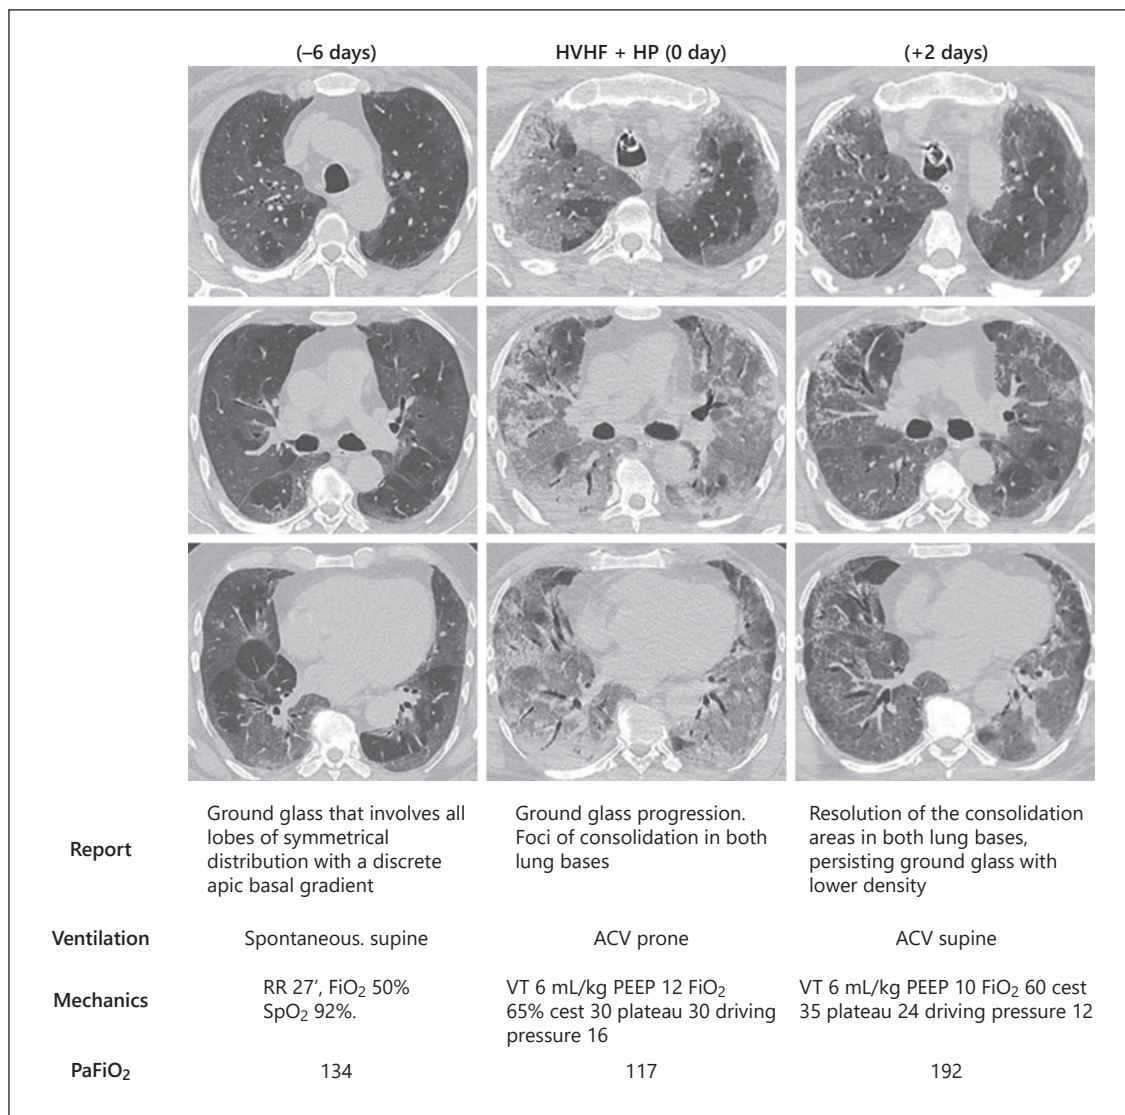 (–6 days)
HVHF + HP (0 day)
(+2 days)
Report
Ground glass that involves all
lobes of symmetrical
distribution with a discrete
apic basal gradient
Ground glass progression.
Foci of consolidation in both
lung bases
Resolution of the consolidation
areas in both lung bases,
persisting ground glass with
lower density
Ventilation
Spontaneous. supine
ACV prone
ACV supine
Mechanics
RR 27′, FiO₂ 50%
SpO₂ 92%.
VT 6 mL/kg PEEP 12 FiO₂
65% cest 30 plateau 30 driving
pressure 16
VT 6 mL/kg PEEP 10 FiO₂ 60 cest
35 plateau 24 driving pressure 12
PaFiO₂
134
117
192